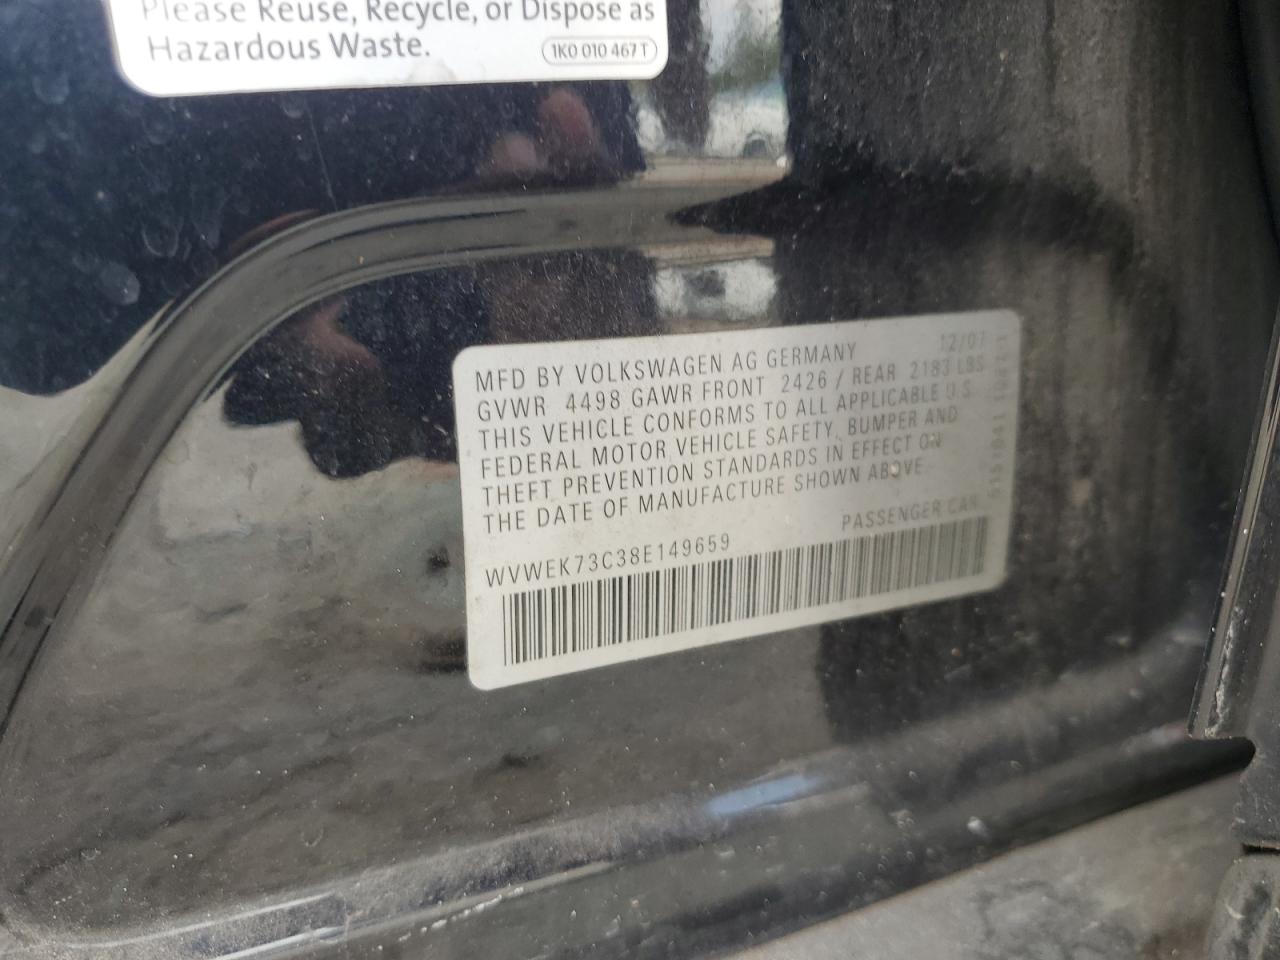 Please Reuse, Recycle, or Dispose as
Hazardous Waste.
1K0 010 467 T
MFD BY VOLKSWAGEN AG GERMANY 12/07
GVWR 4498 GAWR FRONT 2426 / REAR 2183 LBS
THIS VEHICLE CONFORMS TO ALL APPLICABLE U.S.
FEDERAL MOTOR VEHICLE SAFETY, BUMPER AND
THEFT PREVENTION STANDARDS IN EFFECT ON
THE DATE OF MANUFACTURE SHOWN ABOVE.
PASSENGER CAR
WVWEK73C38E149659